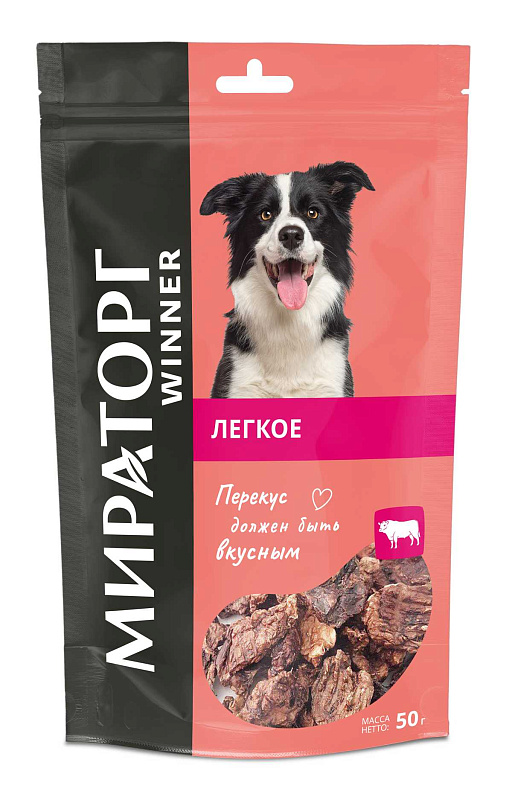 МИРАТОРГ
WINNER
ЛЕГКОЕ
Перекус
должен быть
вкусным
МАССА
НЕТТО: 50 г